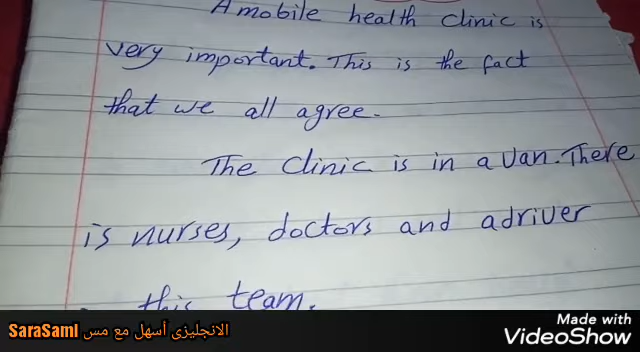 A mobile health clinic is
very important. This is the fact
that we all agree.
The clinic is in a van. There
is nurses, doctors and a driver
this team.
الانجليزى أسهل مع مس SaraSamI
Made with
VideoShow